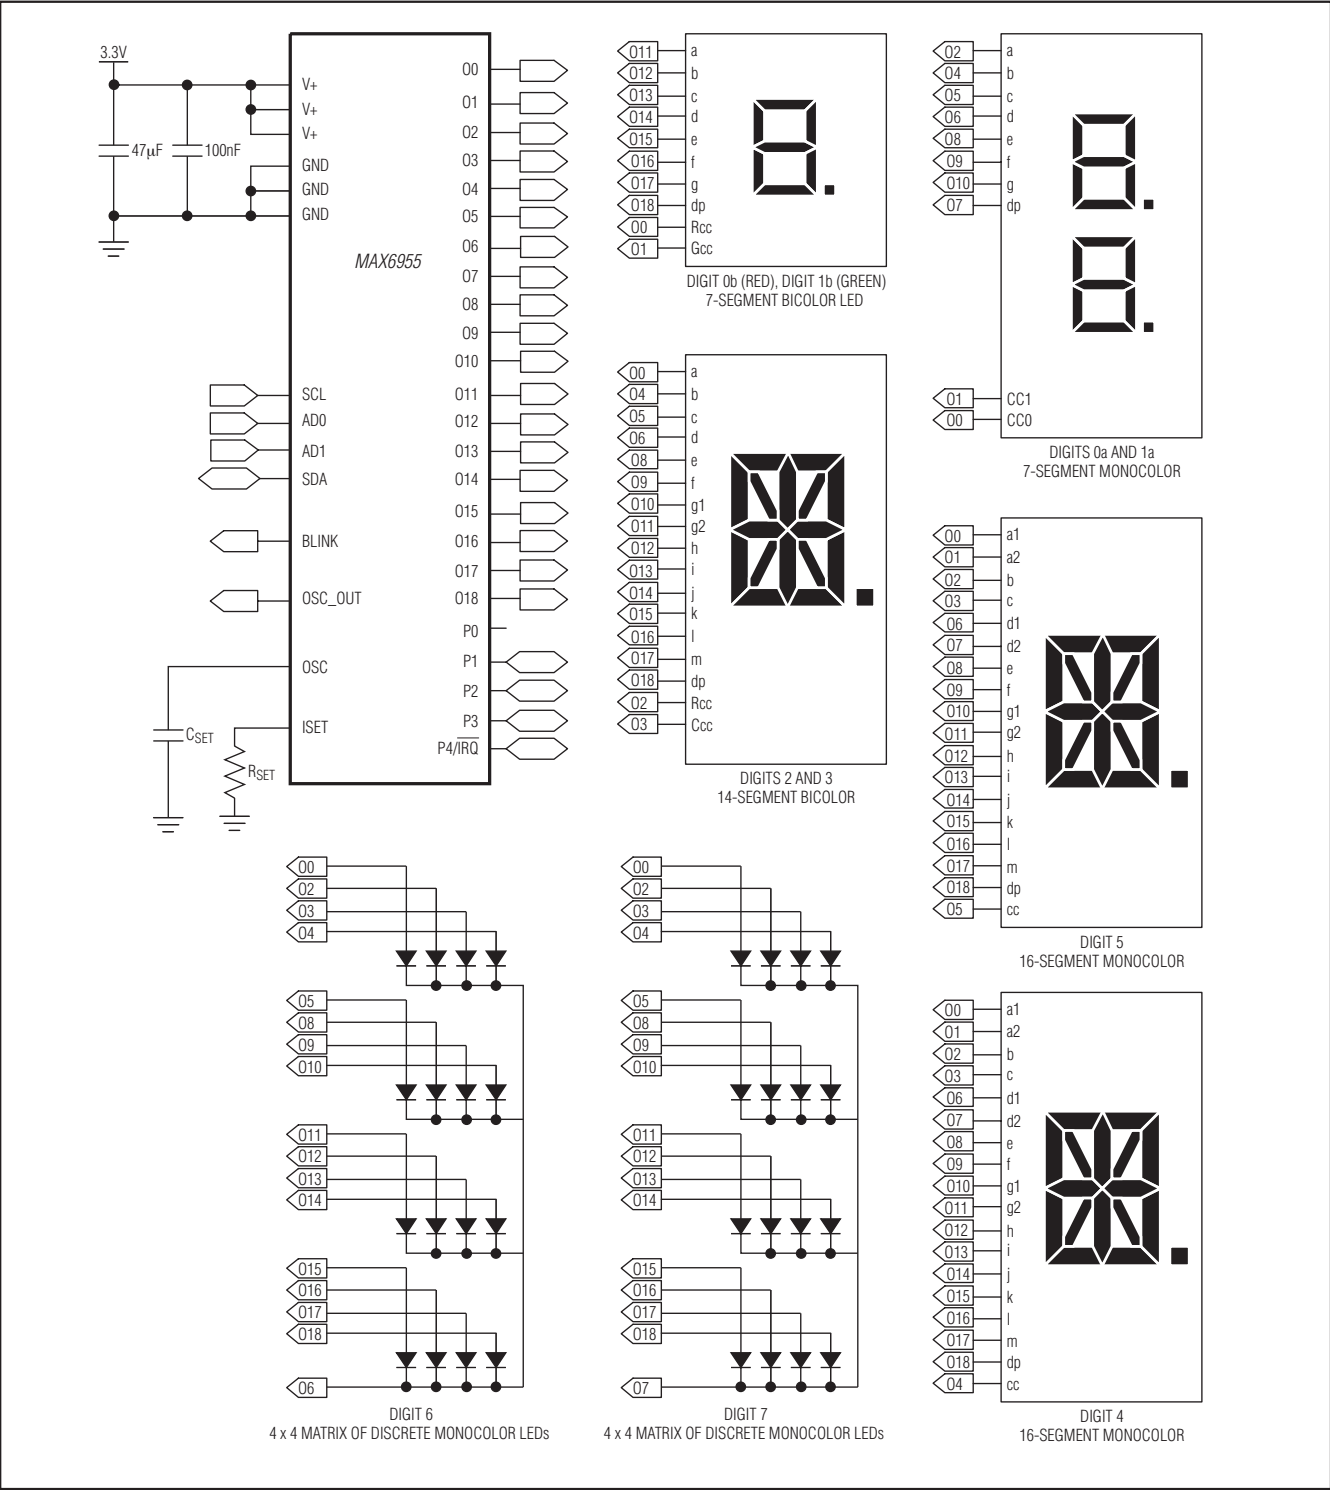 3.3V
47µF
100nF
V+
V+
V+
GND
GND
GND
MAX6955
SCL
AD0
AD1
SDA
BLINK
OSC_OUT
OSC
ISET
CSET
RSET
O0
O1
O2
O3
O4
O5
O6
O7
O8
O9
O10
O11
O12
O13
O14
O15
O16
O17
O18
P0
P1
P2
P3
P4/IRQ
O11 a
O12 b
O13 c
O14 d
O15 e
O16 f
O17 g
O18 dp
O0 Rcc
O1 Gcc
DIGIT 0b (RED), DIGIT 1b (GREEN)
7-SEGMENT BICOLOR LED
O2 a
O4 b
O5 c
O6 d
O8 e
O9 f
O10 g
O7 dp
O1 CC1
O0 CC0
DIGITS 0a AND 1a
7-SEGMENT MONOCOLOR
O0 a
O4 b
O5 c
O6 d
O8 e
O9 f
O10 g1
O11 g2
O12 h
O13 i
O14 j
O15 k
O16 l
O17 m
O18 dp
O2 Rcc
O3 Ccc
DIGITS 2 AND 3
14-SEGMENT BICOLOR
O0 a1
O1 a2
O2 b
O3 c
O6 d1
O7 d2
O8 e
O9 f
O10 g1
O11 g2
O12 h
O13 i
O14 j
O15 k
O16 l
O17 m
O18 dp
O5 cc
DIGIT 5
16-SEGMENT MONOCOLOR
O0
O2
O3
O4
O5
O8
O9
O10
O11
O12
O13
O14
O15
O16
O17
O18
O6
DIGIT 6
4 x 4 MATRIX OF DISCRETE MONOCOLOR LEDs
O0
O2
O3
O4
O5
O8
O9
O10
O11
O12
O13
O14
O15
O16
O17
O18
O7
DIGIT 7
4 x 4 MATRIX OF DISCRETE MONOCOLOR LEDs
O0 a1
O1 a2
O2 b
O3 c
O6 d1
O7 d2
O8 e
O9 f
O10 g1
O11 g2
O12 h
O13 i
O14 j
O15 k
O16 l
O17 m
O18 dp
O4 cc
DIGIT 4
16-SEGMENT MONOCOLOR